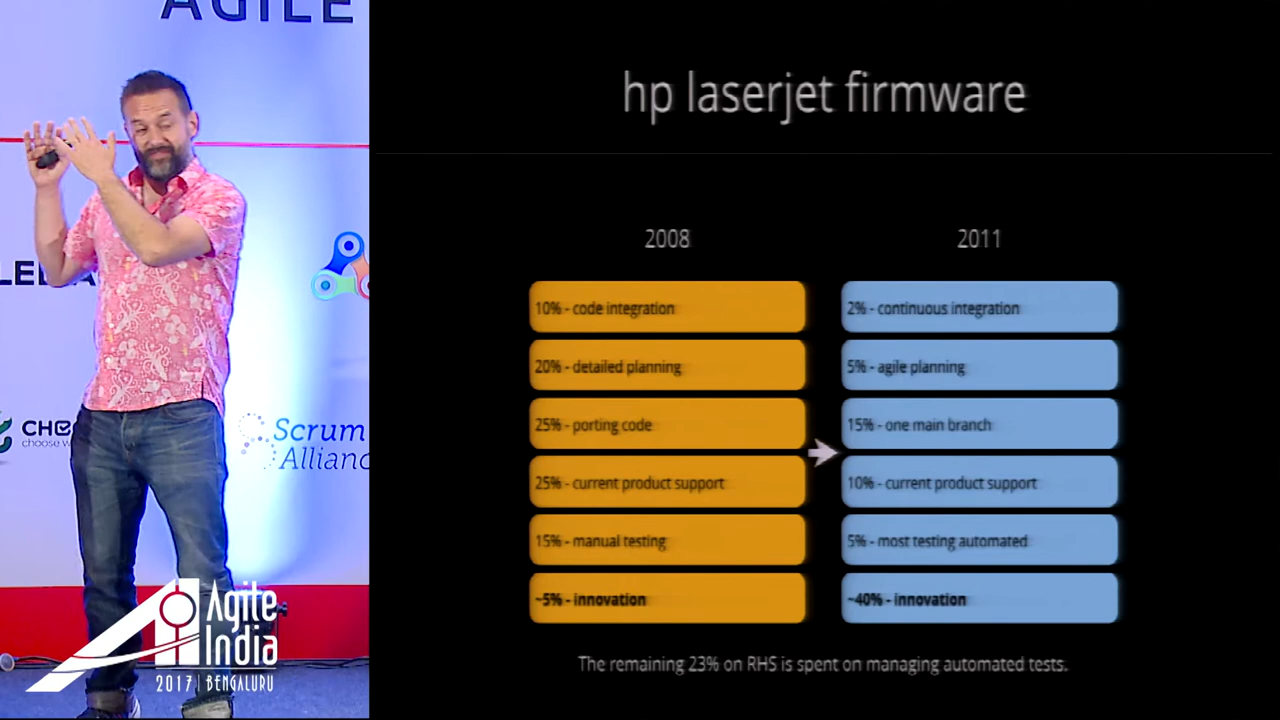 AGILE
CHO
choose w
Scrum
Allianc
Agile
India
2017 | BENGALURU
hp laserjet firmware
2008
2011
10% - code integration
2% - continuous integration
20% - detailed planning
5% - agile planning
25% - porting code
15% - one main branch
25% - current product support
10% - current product support
15% - manual testing
5% - most testing automated
~5% - innovation
~40% - innovation
The remaining 23% on RHS is spent on managing automated tests.